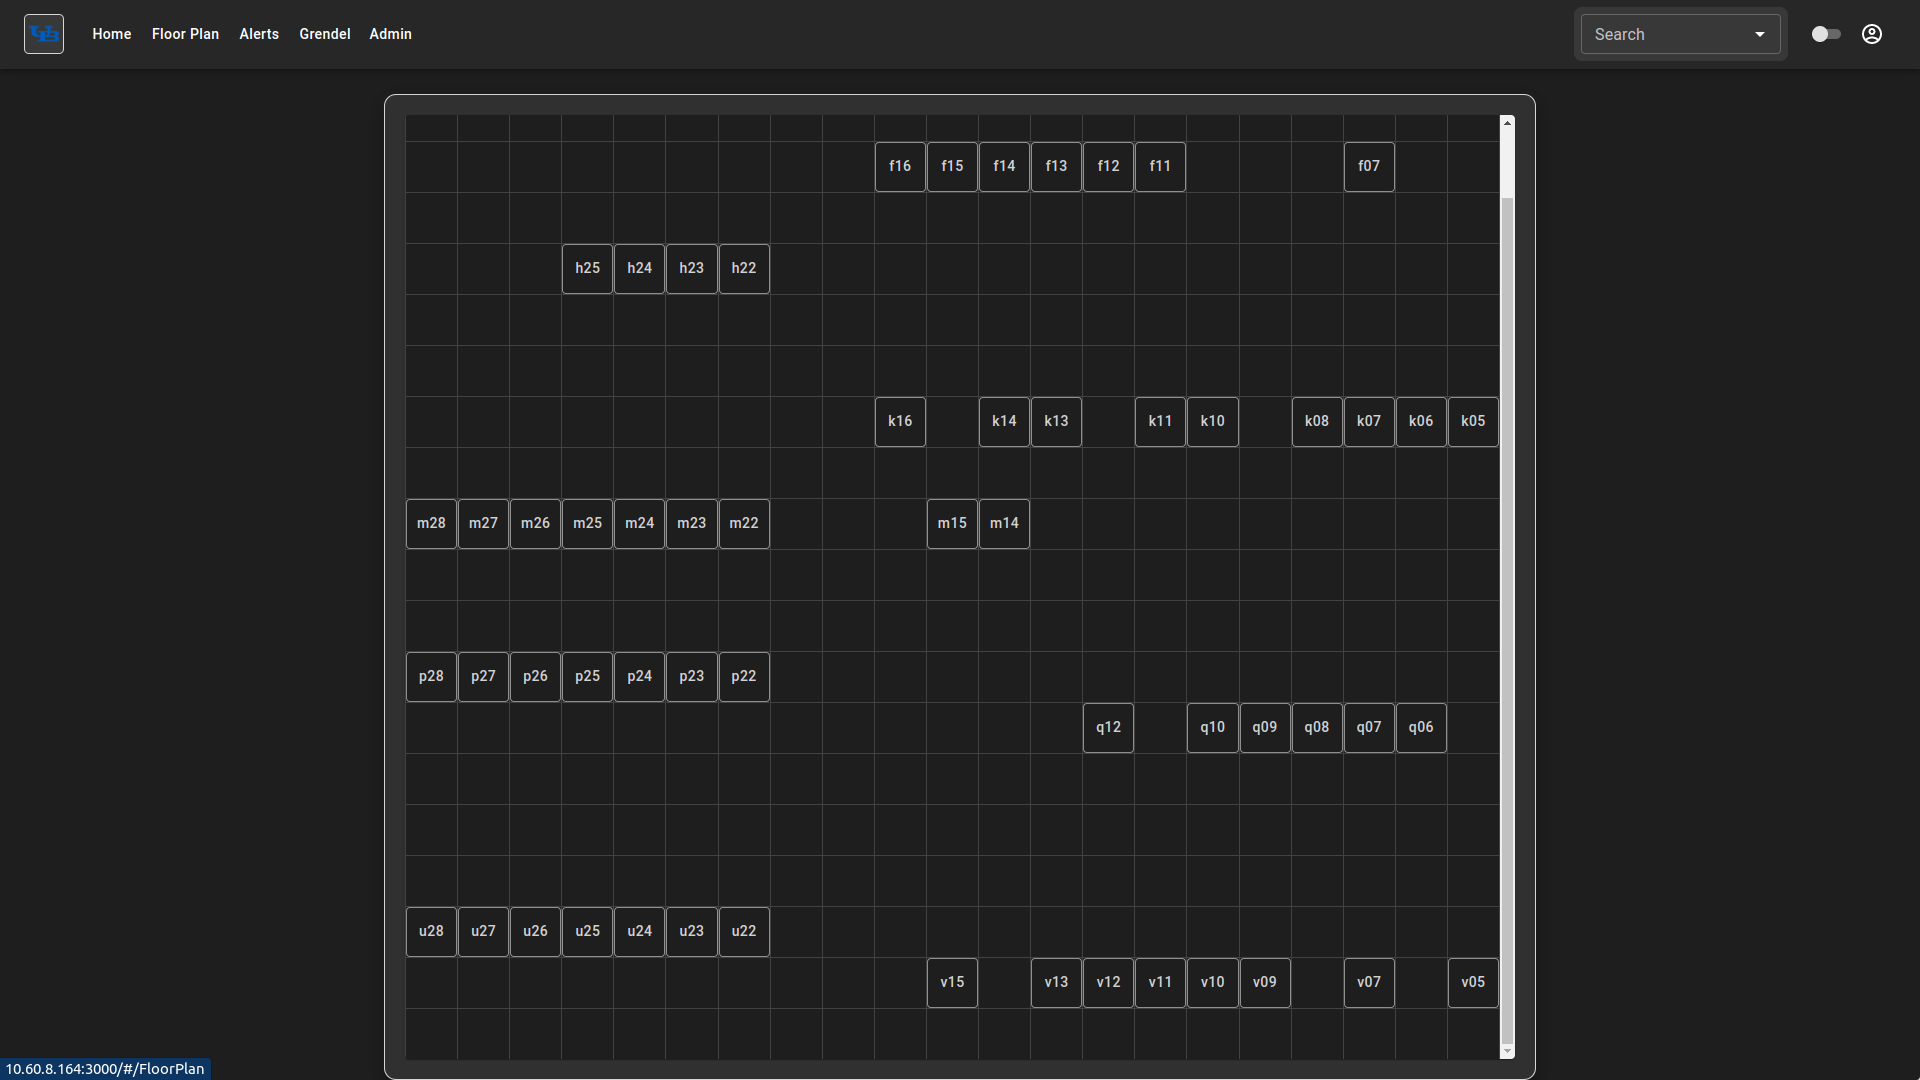 UB
Home Floor Plan Alerts Grendel Admin Search
f16 f15 f14 f13 f12 f11 f07
h25 h24 h23 h22
k16 k14 k13 k11 k10 k08 k07 k06 k05
m28 m27 m26 m25 m24 m23 m22 m15 m14
p28 p27 p26 p25 p24 p23 p22
q12 q10 q09 q08 q07 q06
u28 u27 u26 u25 u24 u23 u22
v15 v13 v12 v11 v10 v09 v07 v05
10.60.8.164:3000/#/FloorPlan